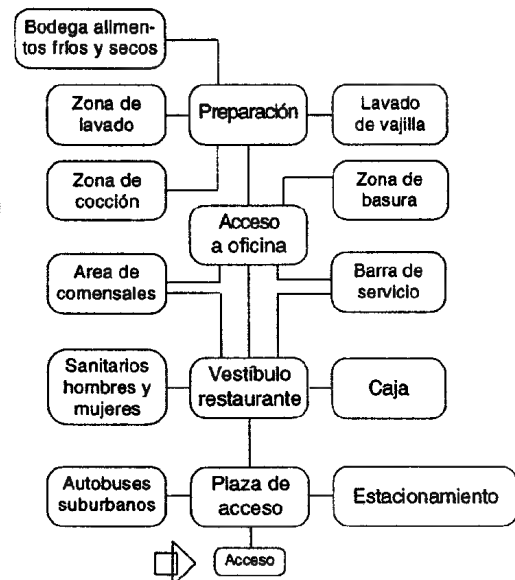 Bodega alimen-
tos fríos y secos
Zona de
lavado
Preparación
Lavado
de vajilla
Zona de
cocción
Zona de
basura
Acceso
a oficina
Area de
comensales
Barra de
servicio
Sanitarios
hombres y
mujeres
Vestíbulo
restaurante
Caja
Autobuses
suburbanos
Plaza de
acceso
Estacionamiento
Acceso